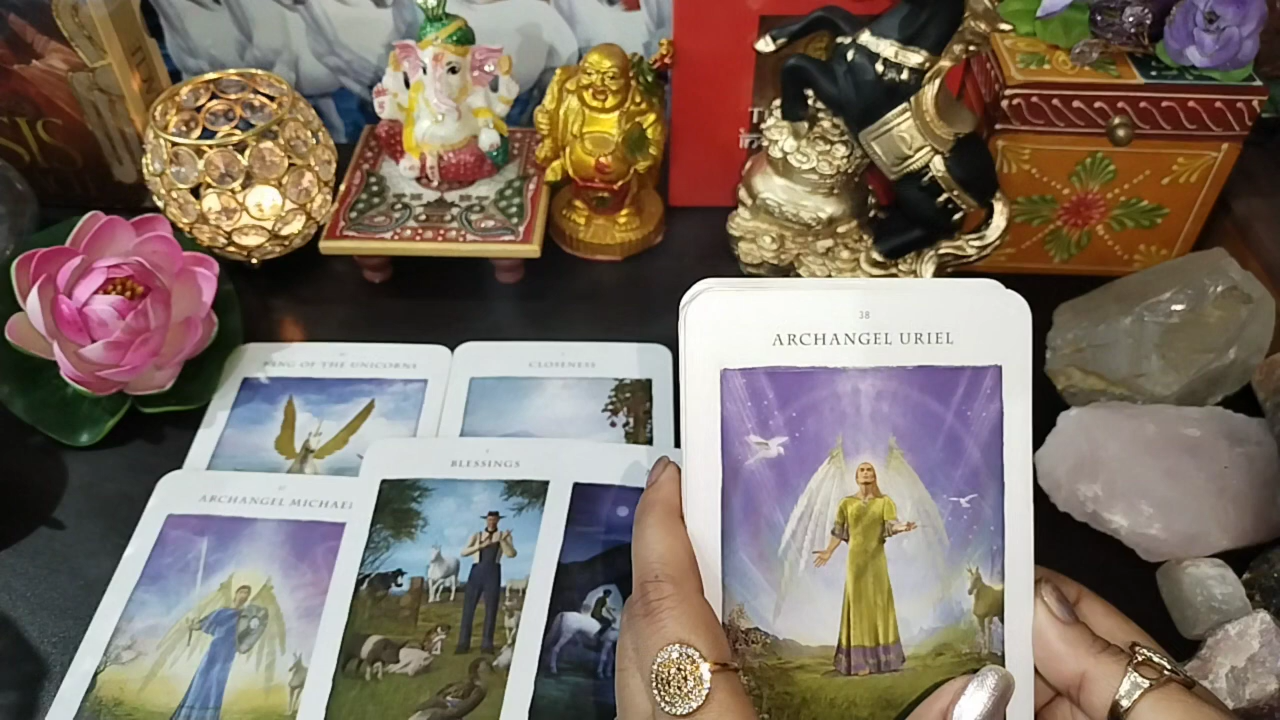 38
ARCHANGEL URIEL
KING OF THE UNICORNS
CLOSENESS
BLESSINGS
ARCHANGEL MICHAEL